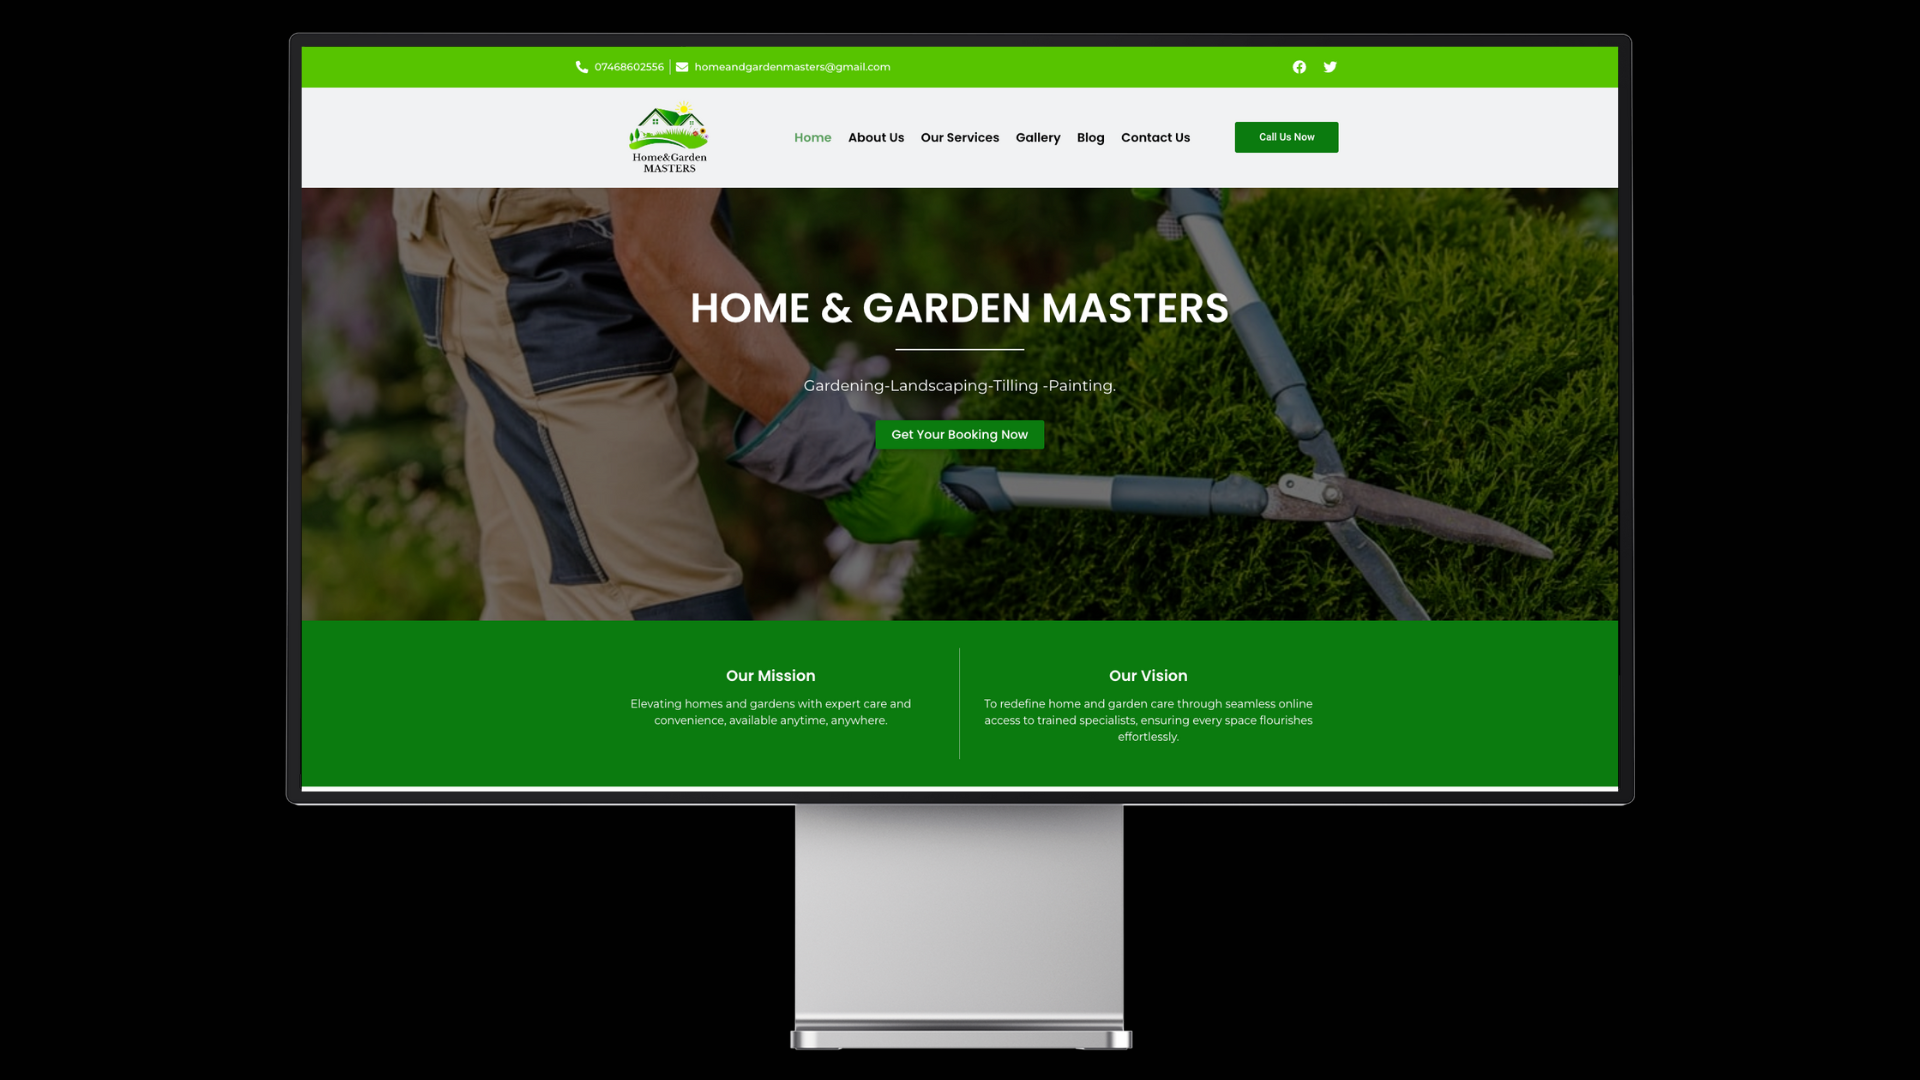 07468602556
homeandgardenmasters@gmail.com
Home&Garden
MASTERS
Home
About Us
Our Services
Gallery
Blog
Contact Us
Call Us Now
HOME & GARDEN MASTERS
Gardening-Landscaping-Tilling -Painting.
Get Your Booking Now
Our Mission
Elevating homes and gardens with expert care and
convenience, available anytime, anywhere.
Our Vision
To redefine home and garden care through seamless online
access to trained specialists, ensuring every space flourishes
effortlessly.